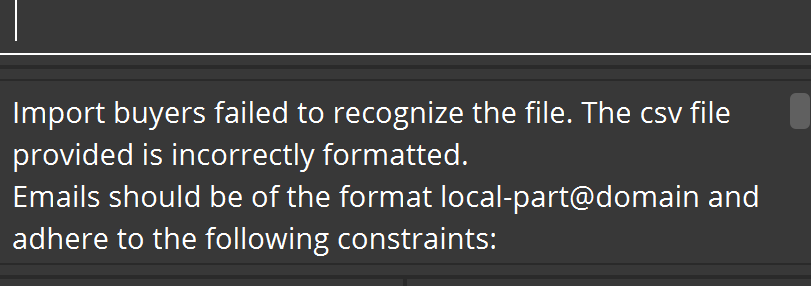 Import buyers failed to recognize the file. The csv file
provided is incorrectly formatted.
Emails should be of the format local-part@domain and
adhere to the following constraints: